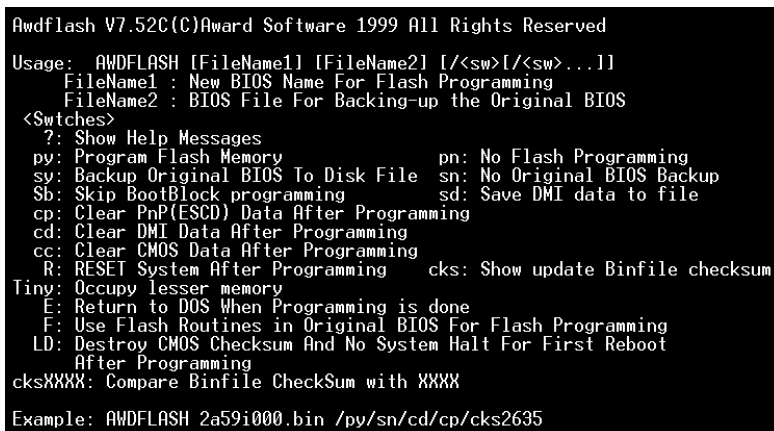 Awdflash V7.52C(C)Award Software 1999 All Rights Reserved
Usage:  AWDFLASH [FileName1] [FileName2] [/<sw[/<sw>...]]
FileName1 : New BIOS Name For Flash Programming
FileName2 : BIOS File For Backing-up the Original BIOS
<Swtches>
?: Show Help Messages
py: Program Flash Memory pn: No Flash Programming
sy: Backup Original BIOS To Disk File sn: No Original BIOS Backup
Sb: Skip BootBlock programming sd: Save DMI data to file
cp: Clear PnP(ESCD) Data After Programming
cd: Clear DMI Data After Programming
cc: Clear CMOS Data After Programming
R: RESET System After Programming cks: Show update Binfile checksum
Tiny: Occupy lesser memory
E: Return to DOS When Programming is done
F: Use Flash Routines in Original BIOS For Flash Programming
LD: Destroy CMOS Checksum And No System Halt For First Reboot
After Programming
cksXXXX: Compare Binfile CheckSum with XXXX
Example: AWDFLASH 2a59i000.bin /py/sn/cd/cp/cks2635